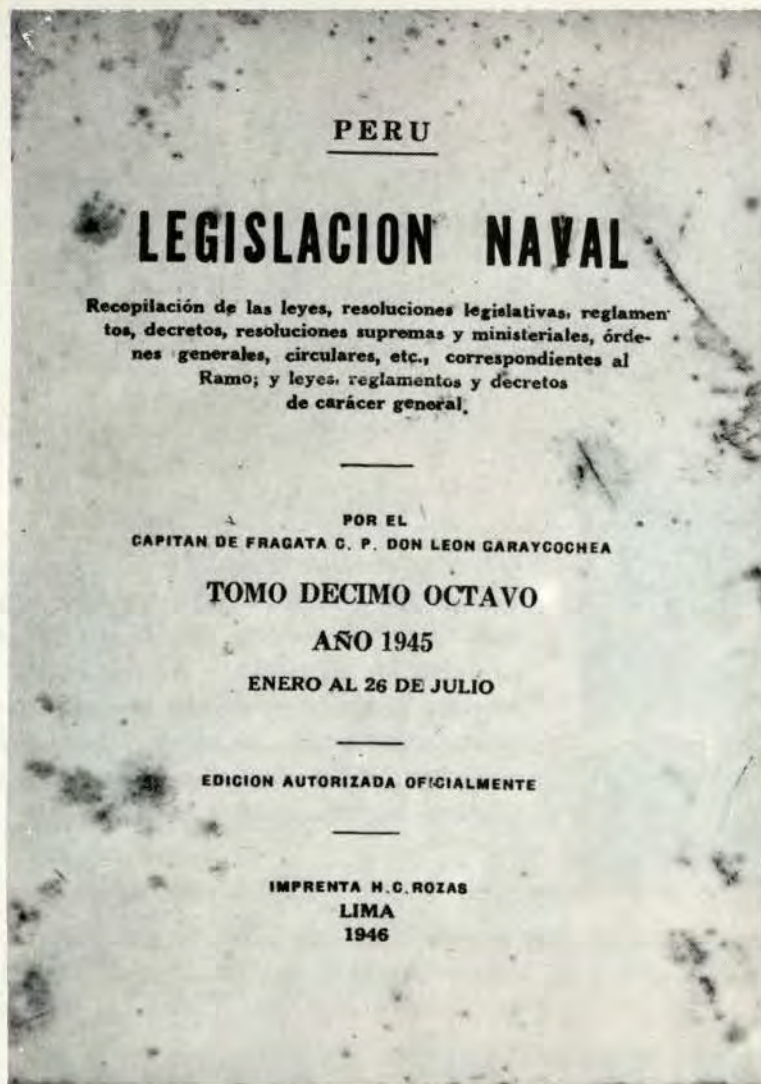 PERU
LEGISLACION NAVAL
Recopilación de las leyes, resoluciones legislativas, reglamen-
tos, decretos, resoluciones supremas y ministeriales, órde-
nes generales, circulares, etc., correspondientes al
Ramo; y leyes, reglamentos y decretos
de carácer general.
POR EL
CAPITAN DE FRAGATA C. P. DON LEON GARAYCOCHEA
TOMO DECIMO OCTAVO
AÑO 1945
ENERO AL 26 DE JULIO
EDICION AUTORIZADA OFICIALMENTE
IMPRENTA H. C. ROZAS
LIMA
1946